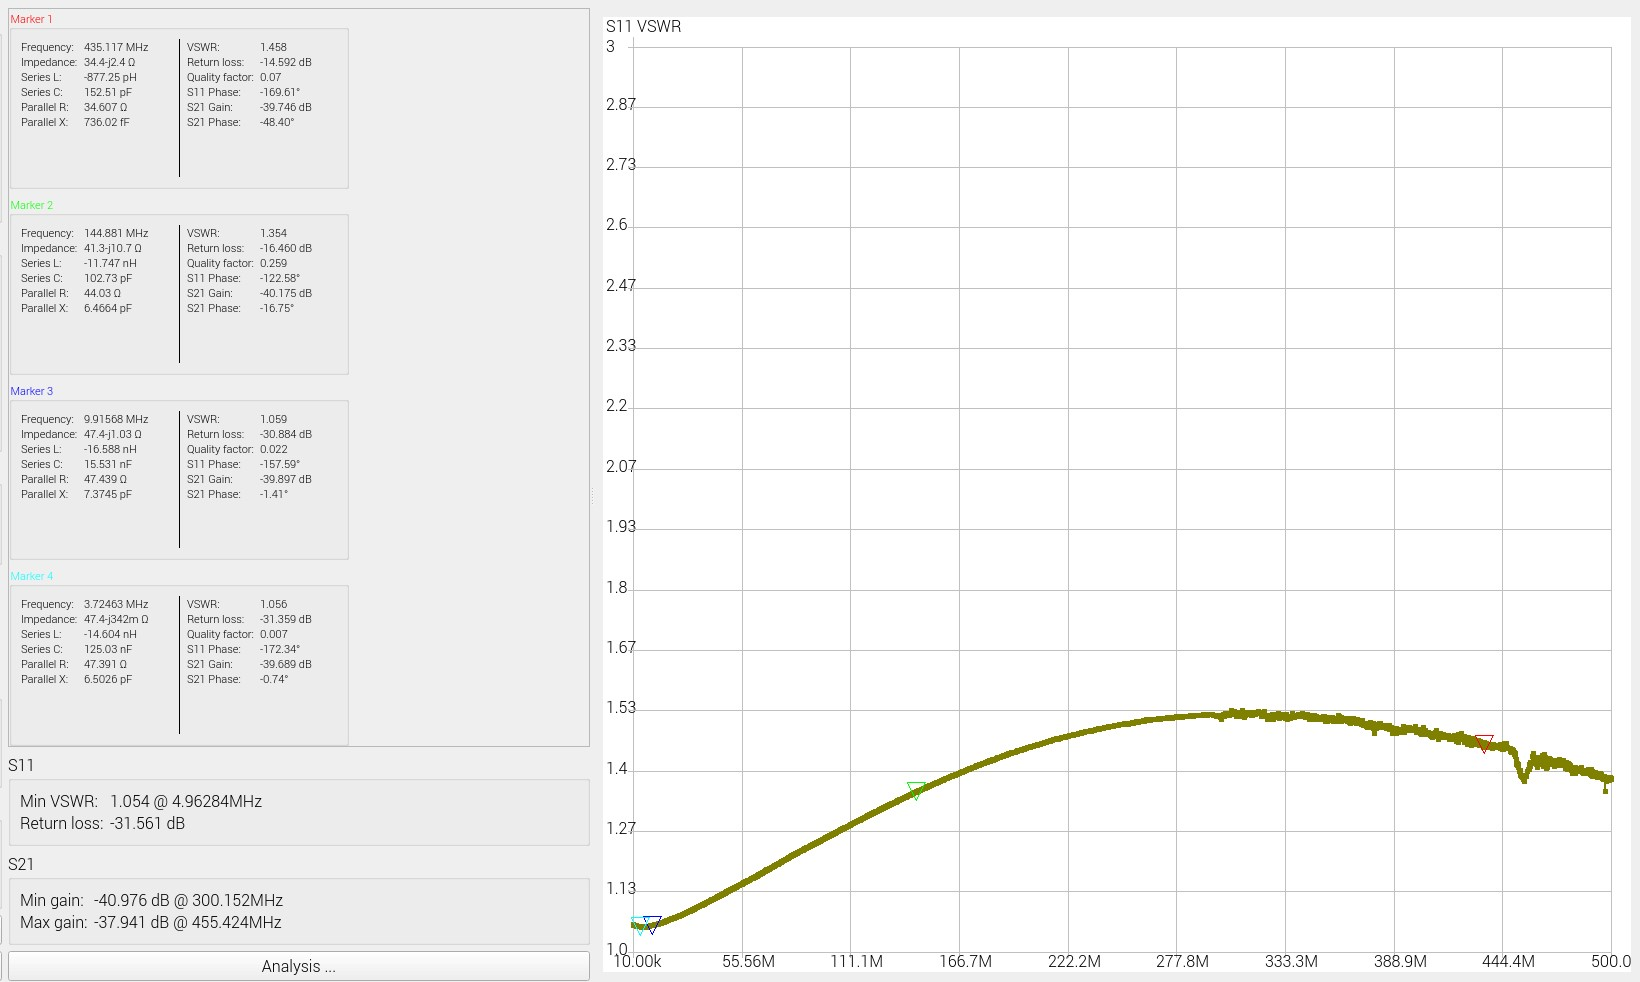 Marker 1
Frequency: 435.117 MHz VSWR: 1.458
Impedance: 34.4-j2.4 Ω Return loss: -14.592 dB
Series L: -877.25 pH Quality factor: 0.07
Series C: 152.51 pF S11 Phase: -169.61°
Parallel R: 34.607 Ω S21 Gain: -39.746 dB
Parallel X: 736.02 fF S21 Phase: -48.40°
Marker 2
Frequency: 144.881 MHz VSWR: 1.354
Impedance: 41.3-j10.7 Ω Return loss: -16.460 dB
Series L: -11.747 nH Quality factor: 0.259
Series C: 102.73 pF S11 Phase: -122.58°
Parallel R: 44.03 Ω S21 Gain: -40.175 dB
Parallel X: 6.4664 pF S21 Phase: -16.75°
Marker 3
Frequency: 9.91568 MHz VSWR: 1.059
Impedance: 47.4-j1.03 Ω Return loss: -30.884 dB
Series L: -16.588 nH Quality factor: 0.022
Series C: 15.531 nF S11 Phase: -157.59°
Parallel R: 47.439 Ω S21 Gain: -39.897 dB
Parallel X: 7.3745 pF S21 Phase: -1.41°
Marker 4
Frequency: 3.72463 MHz VSWR: 1.056
Impedance: 47.4-j342m Ω Return loss: -31.359 dB
Series L: -14.604 nH Quality factor: 0.007
Series C: 125.03 nF S11 Phase: -172.34°
Parallel R: 47.391 Ω S21 Gain: -39.689 dB
Parallel X: 6.5026 pF S21 Phase: -0.74°
S11
Min VSWR: 1.054 @ 4.96284MHz
Return loss: -31.561 dB
S21
Min gain: -40.976 dB @ 300.152MHz
Max gain: -37.941 dB @ 455.424MHz
Analysis ...
S11 VSWR
3
2.87
2.73
2.6
2.47
2.33
2.2
2.07
1.93
1.8
1.67
1.53
1.4
1.27
1.13
1.0
10.00k 55.56M 111.1M 166.7M 222.2M 277.8M 333.3M 388.9M 444.4M 500.0